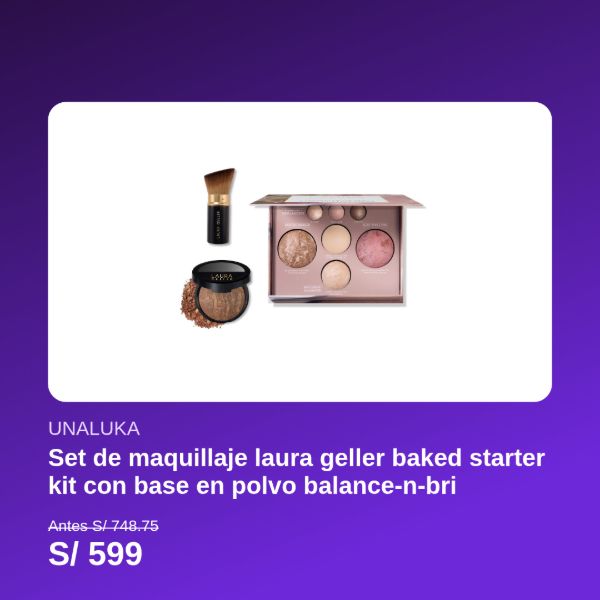 LAURA
UNALUKA
Set de maquillaje laura geller baked starter
kit con base en polvo balance-n-bri
Antes S/ 748.75
S/ 599